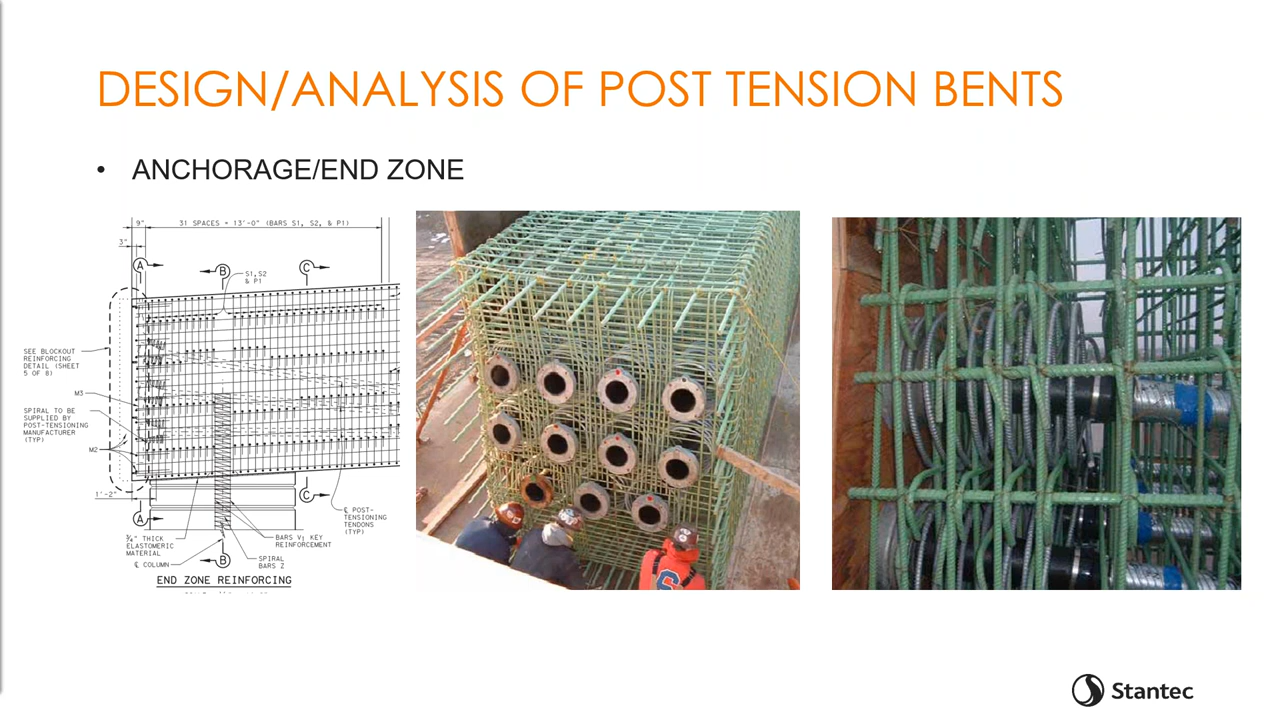 DESIGN/ANALYSIS OF POST TENSION BENTS
• ANCHORAGE/END ZONE
9"
31 SPACES = 13'-0" (BARS S1, S2, & P1)
3"
A
B
C
S1,S2
& P1
SEE BLOCKOUT
REINFORCING
DETAIL (SHEET
5 OF 8)
M3
SPIRAL TO BE
SUPPLIED BY
POST-TENSIONING
MANUFACTURER
(TYP)
M2
1'-2"
C
A
℄ POST-
TENSIONING
TENDONS
(TYP)
¾" THICK
ELASTOMERIC
MATERIAL
BARS V; KEY
REINFORCEMENT
℄ COLUMN
B
SPIRAL
BARS Z
END ZONE REINFORCING
Stantec